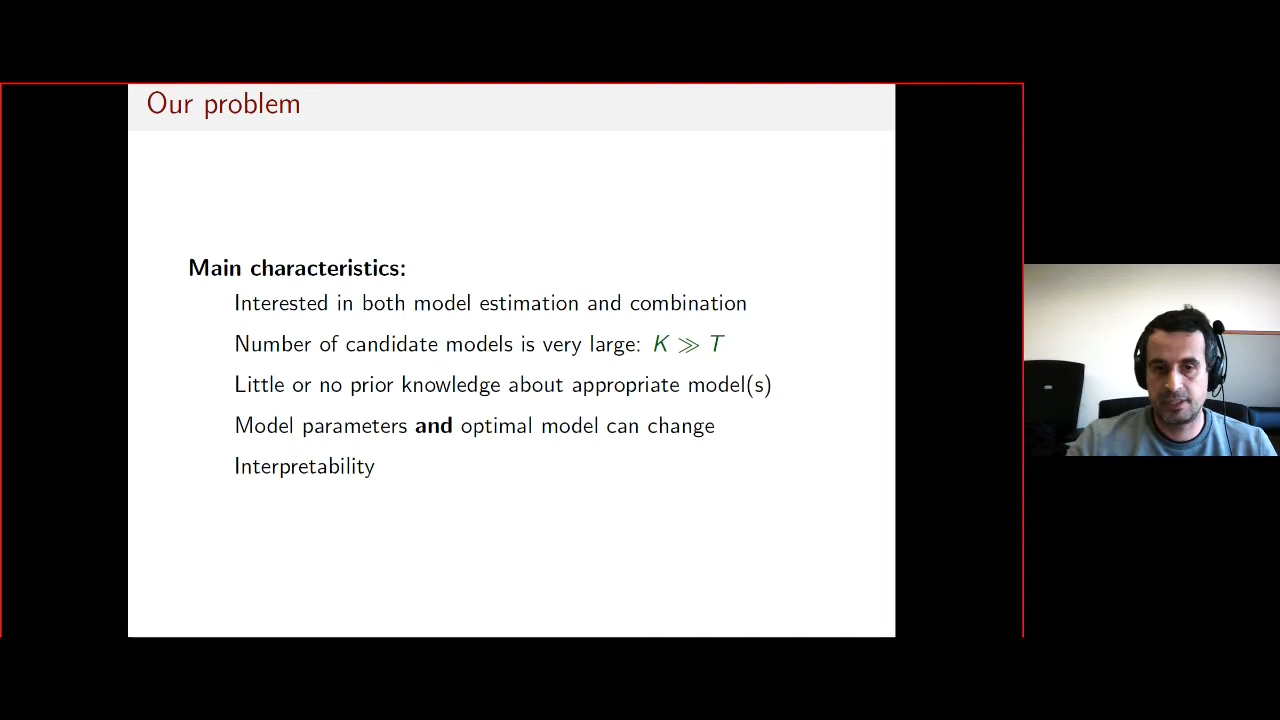 Our problem
Main characteristics:
Interested in both model estimation and combination
Number of candidate models is very large: K ≫ T
Little or no prior knowledge about appropriate model(s)
Model parameters and optimal model can change
Interpretability